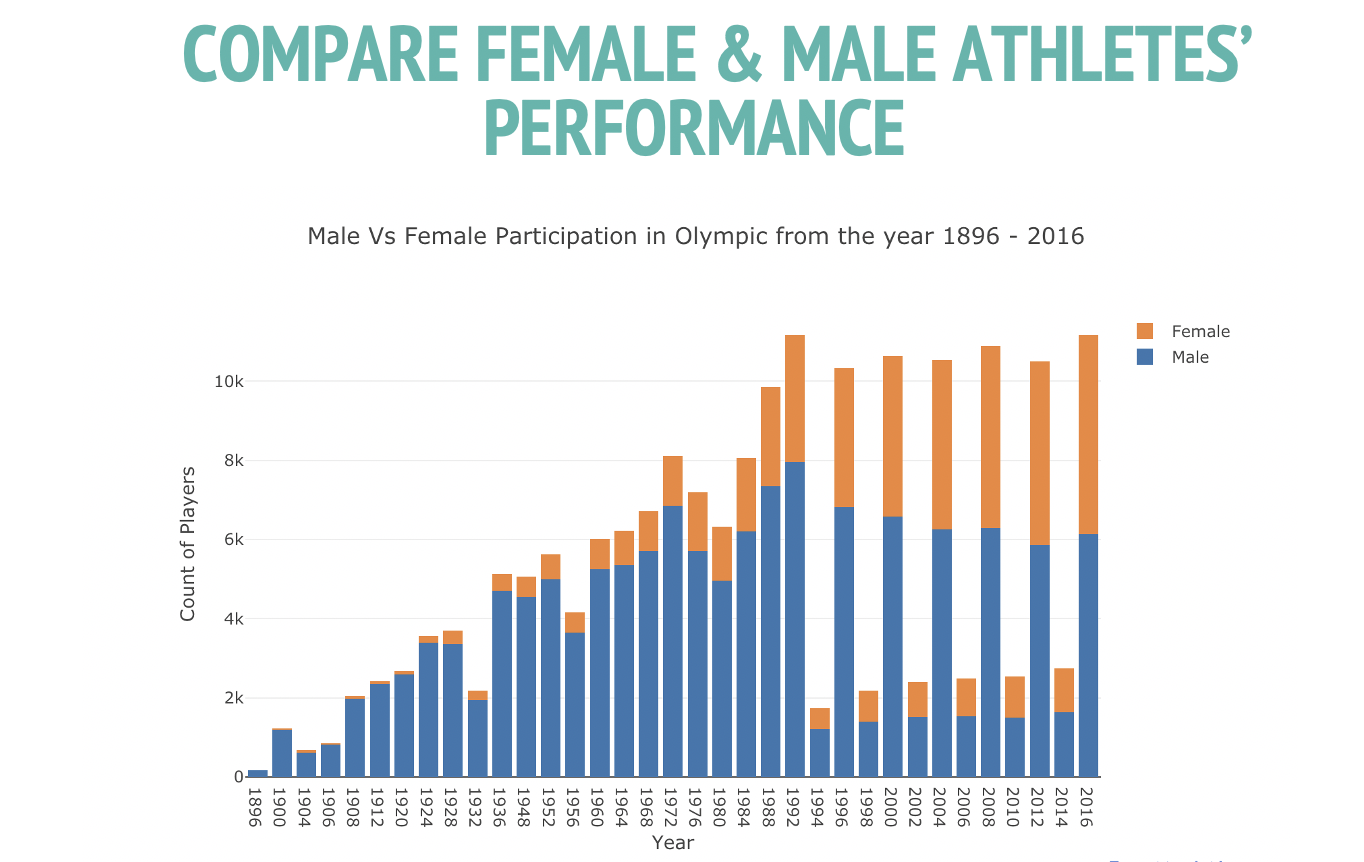 COMPARE FEMALE & MALE ATHLETES’
PERFORMANCE
Male Vs Female Participation in Olympic from the year 1896 - 2016
Female
Male
10k
8k
6k
4k
2k
0
Count of Players
1896 1900 1904 1906 1908 1912 1920 1924 1928 1932 1936 1948 1952 1956 1960 1964 1968 1972 1976 1980 1984 1988 1992 1994 1996 1998 2000 2002 2004 2006 2008 2010 2012 2014 2016
Year